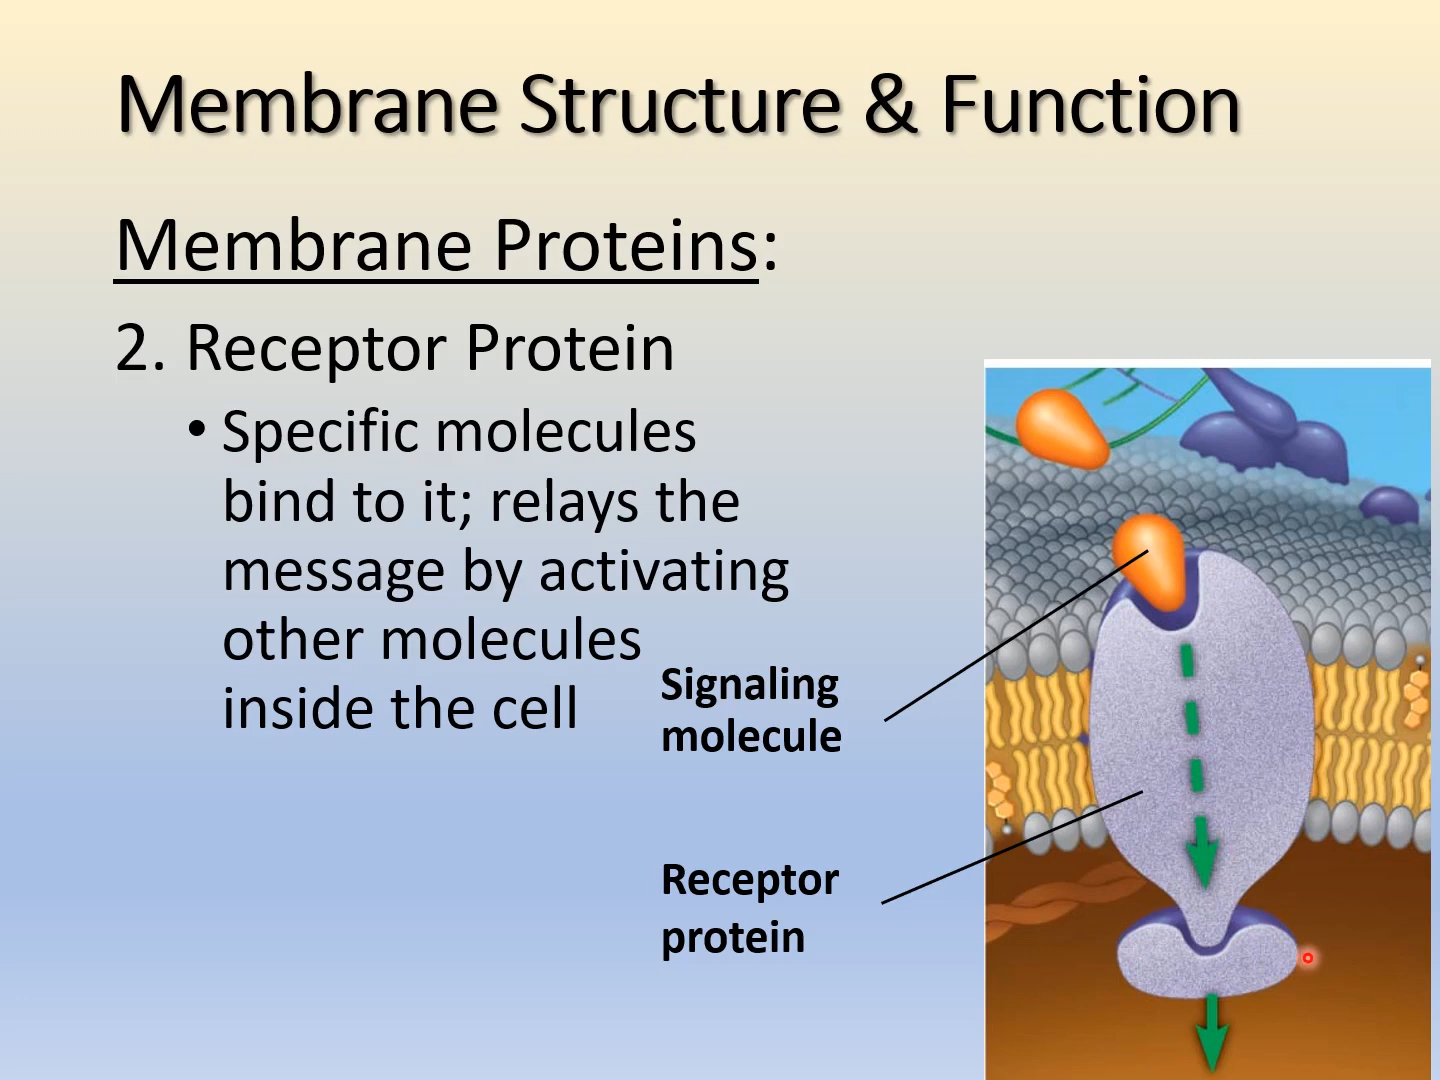 Membrane Structure & Function
Membrane Proteins:
2. Receptor Protein
• Specific molecules
bind to it; relays the
message by activating
other molecules
inside the cell
Signaling
molecule
Receptor
protein